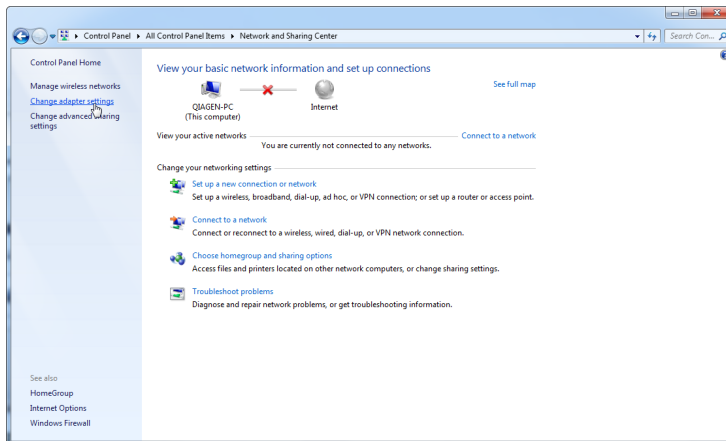 Control Panel ▸ All Control Panel Items ▸ Network and Sharing Center
Search Con...
Control Panel Home
Manage wireless networks
Change adapter settings
Change advanced sharing
settings
See also
HomeGroup
Internet Options
Windows Firewall
View your basic network information and set up connections
See full map
QIAGEN-PC
(This computer)
Internet
View your active networks
Connect to a network
You are currently not connected to any networks.
Change your networking settings
Set up a new connection or network
Set up a wireless, broadband, dial-up, ad hoc, or VPN connection; or set up a router or access point.
Connect to a network
Connect or reconnect to a wireless, wired, dial-up, or VPN network connection.
Choose homegroup and sharing options
Access files and printers located on other network computers, or change sharing settings.
Troubleshoot problems
Diagnose and repair network problems, or get troubleshooting information.